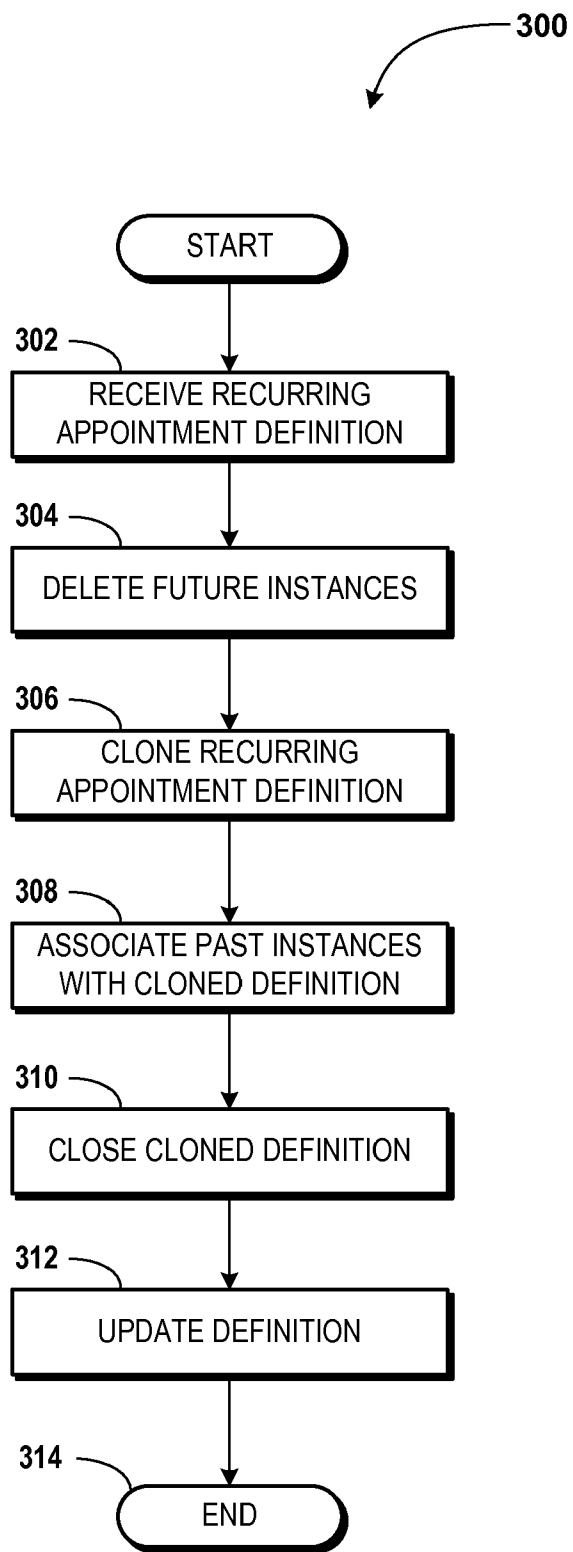 300
START
302
RECEIVE RECURRING
APPOINTMENT DEFINITION
304
DELETE FUTURE INSTANCES
306
CLONE RECURRING
APPOINTMENT DEFINITION
308
ASSOCIATE PAST INSTANCES
WITH CLONED DEFINITION
310
CLOSE CLONED DEFINITION
312
UPDATE DEFINITION
314
END